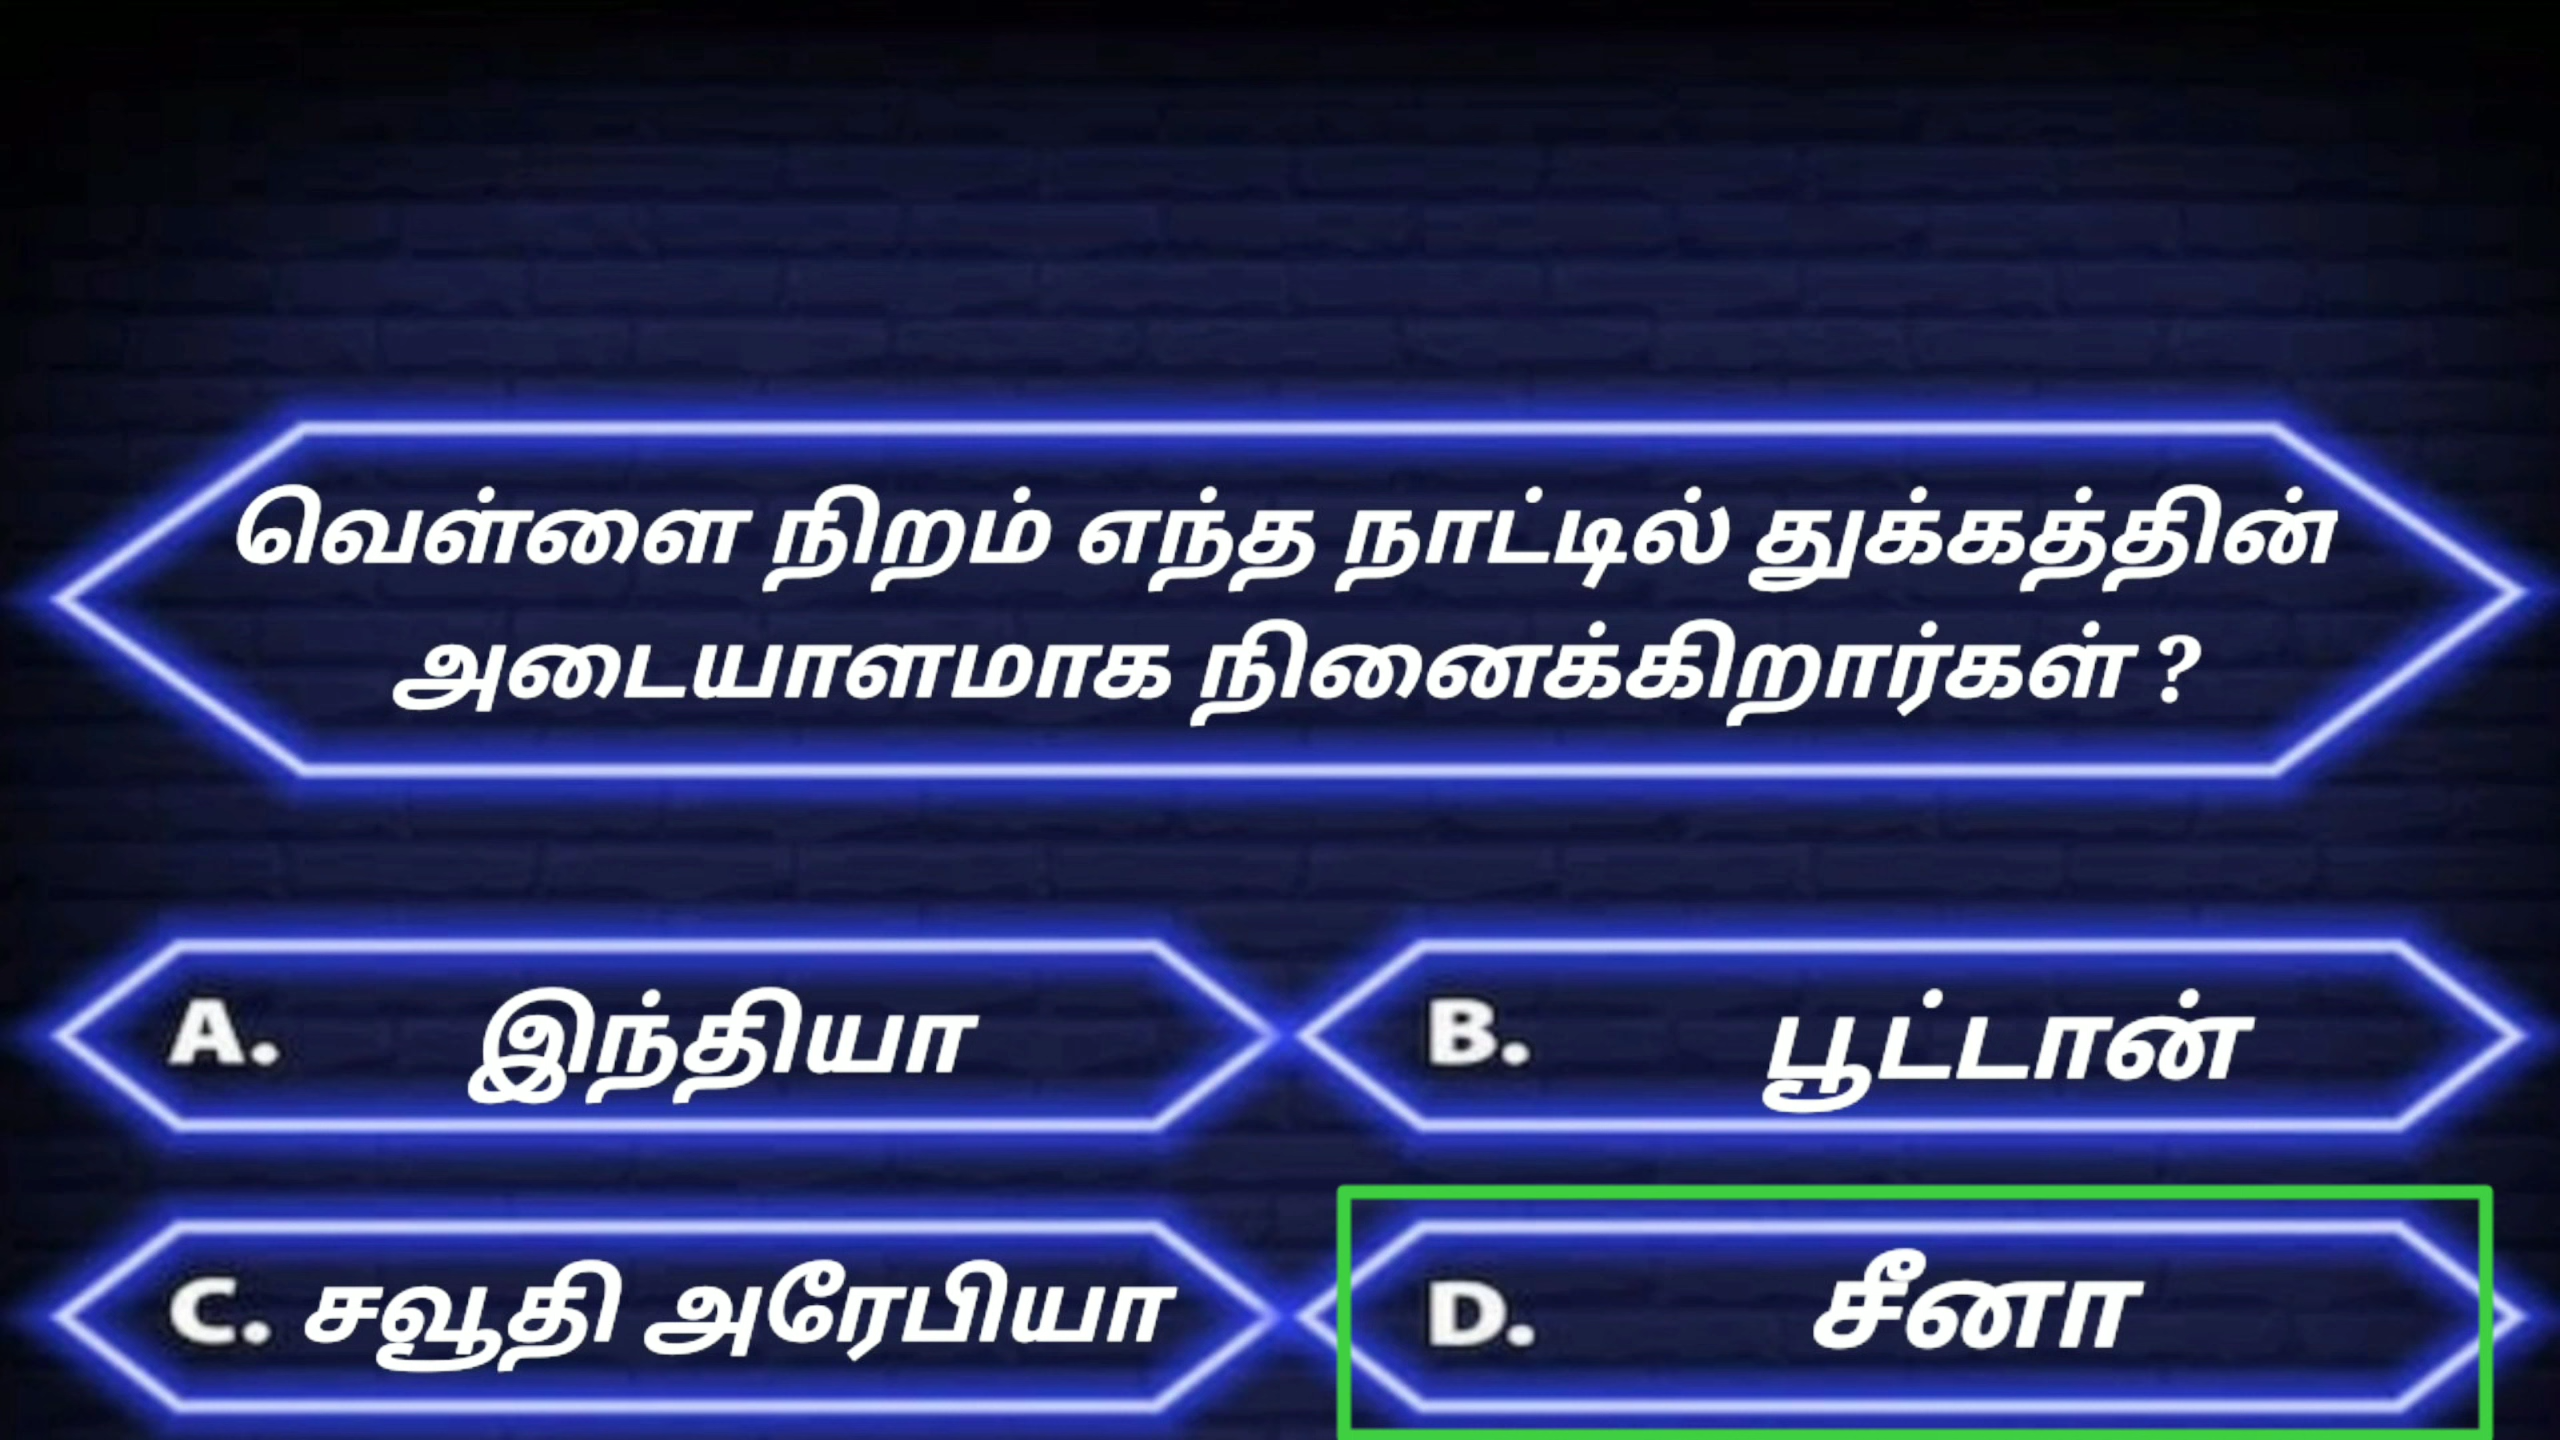 வெள்ளை நிறம் எந்த நாட்டில் துக்கத்தின்
அடையாளமாக நினைக்கிறார்கள் ?
A. இந்தியா
B. பூட்டான்
C. சவூதி அரேபியா
D. சீனா